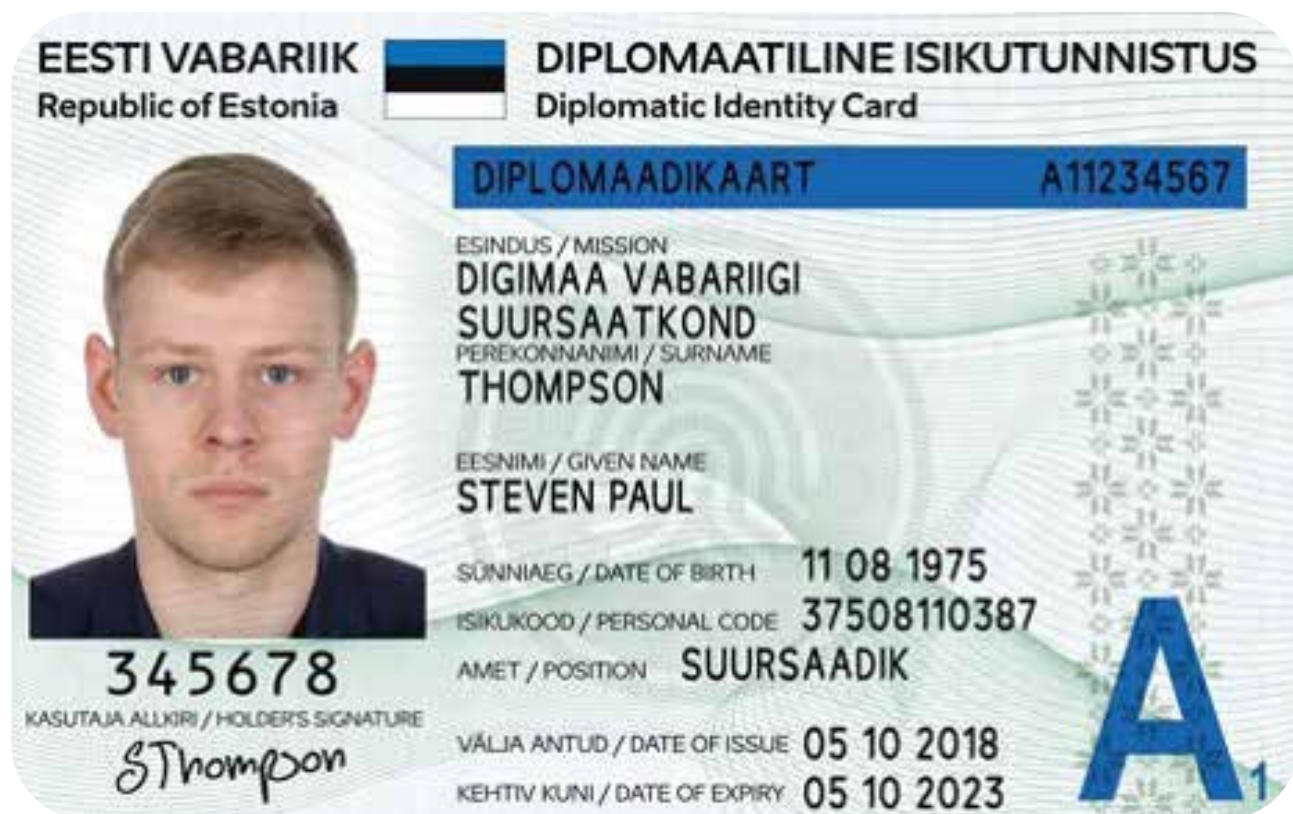 EESTI VABARIIK
Republic of Estonia
DIPLOMAATILINE ISIKUTUNNISTUS
Diplomatic Identity Card
DIPLOMAADIKAART A11234567
ESINDUS / MISSION
DIGIMAA VABARIIGI
SUURSAATKOND
PEREKONNANIMI / SURNAME
THOMPSON
EESNIMI / GIVEN NAME
STEVEN PAUL
SÜNNIAEG / DATE OF BIRTH 11 08 1975
ISIKUKOOD / PERSONAL CODE 37508110387
AMET / POSITION SUURSAADIK
VÄLJA ANTUD / DATE OF ISSUE 05 10 2018
KEHTIV KUNI / DATE OF EXPIRY 05 10 2023
345678
KASUTAJA ALLKIRI / HOLDER'S SIGNATURE
SThompson
A
1